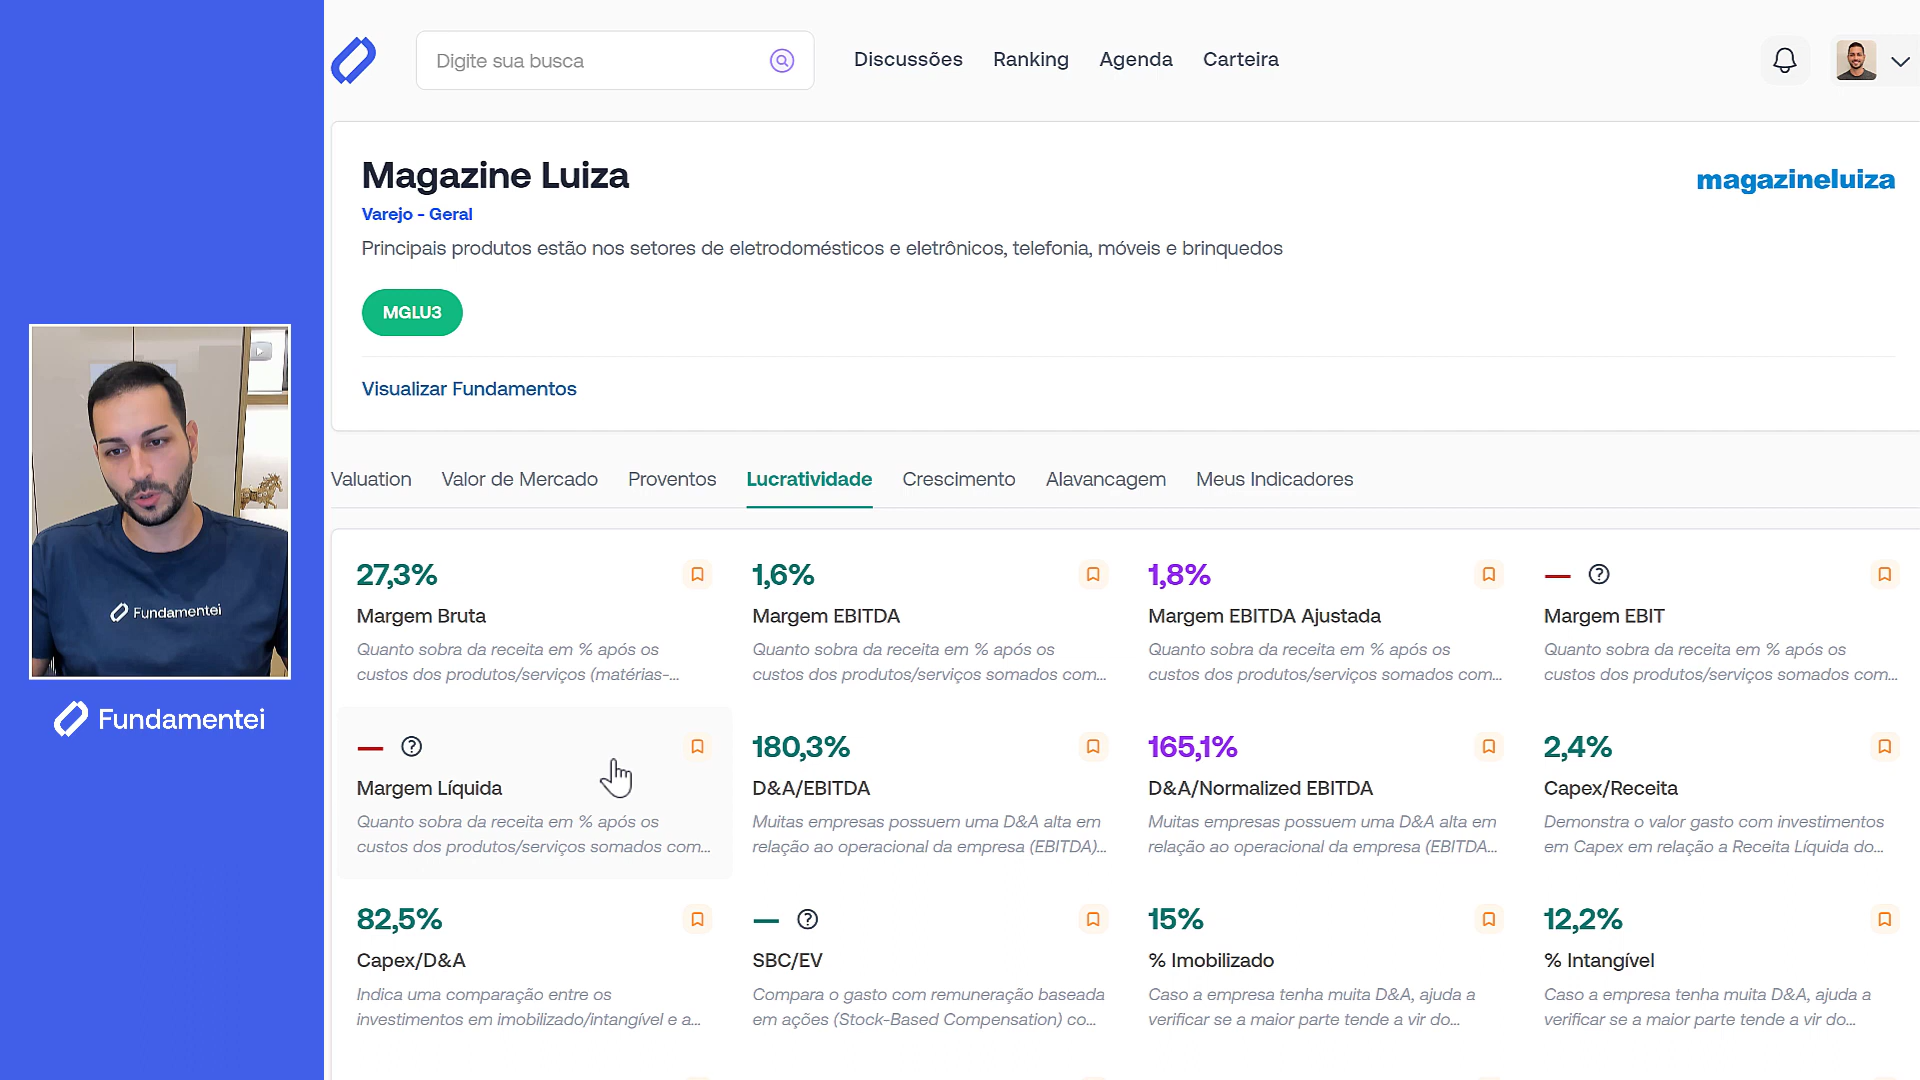 Digite sua busca
Discussões
Ranking
Agenda
Carteira
Magazine Luiza
magazineluiza
Varejo - Geral
Principais produtos estão nos setores de eletrodomésticos e eletrônicos, telefonia, móveis e brinquedos
MGLU3
Visualizar Fundamentos
Fundamentei
Fundamentei
Valuation
Valor de Mercado
Proventos
Lucratividade
Crescimento
Alavancagem
Meus Indicadores
27,3%
Margem Bruta
Quanto sobra da receita em % após os
custos dos produtos/serviços (matérias-...
1,6%
Margem EBITDA
Quanto sobra da receita em % após os
custos dos produtos/serviços somados com...
1,8%
Margem EBITDA Ajustada
Quanto sobra da receita em % após os
custos dos produtos/serviços somados com...
—
Margem EBIT
Quanto sobra da receita em % após os
custos dos produtos/serviços somados com...
—
Margem Líquida
Quanto sobra da receita em % após os
custos dos produtos/serviços somados com...
180,3%
D&A/EBITDA
Muitas empresas possuem uma D&A alta em
relação ao operacional da empresa (EBITDA)...
165,1%
D&A/Normalized EBITDA
Muitas empresas possuem uma D&A alta em
relação ao operacional da empresa (EBITDA...
2,4%
Capex/Receita
Demonstra o valor gasto com investimentos
em Capex em relação a Receita Líquida do...
82,5%
Capex/D&A
Indica uma comparação entre os
investimentos em imobilizado/intangível e a...
—
SBC/EV
Compara o gasto com remuneração baseada
em ações (Stock-Based Compensation) co...
15%
% Imobilizado
Caso a empresa tenha muita D&A, ajuda a
verificar se a maior parte tende a vir do...
12,2%
% Intangível
Caso a empresa tenha muita D&A, ajuda a
verificar se a maior parte tende a vir do...